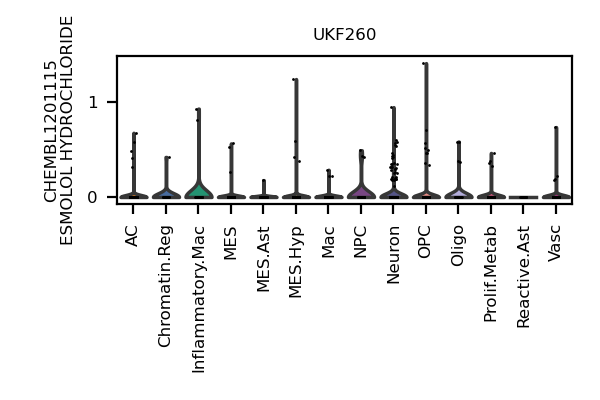 UKF260
CHEMBL1201115
ESMOLOL HYDROCHLORIDE
1
0
AC
Chromatin.Reg
Inflammatory.Mac
MES
MES.Ast
MES.Hyp
Mac
NPC
Neuron
OPC
Oligo
Prolif.Metab
Reactive.Ast
Vasc